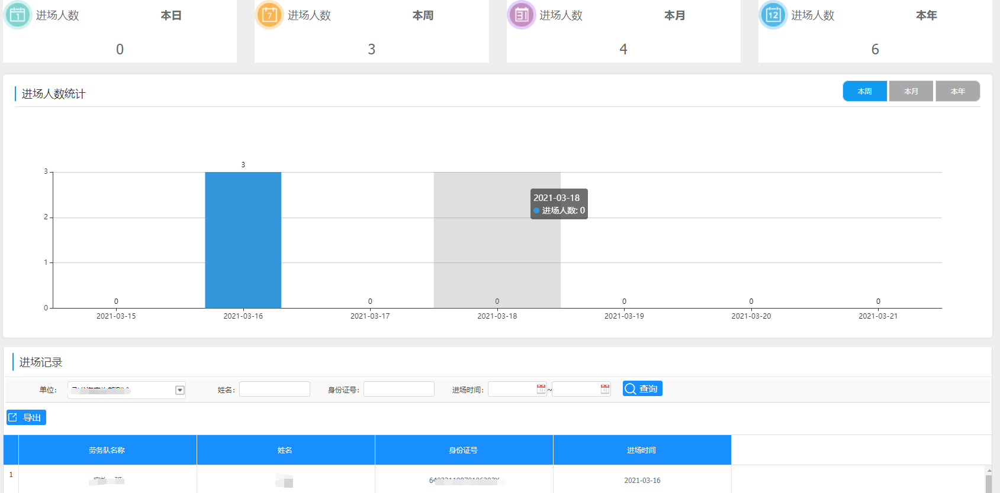 1 进场人数 本日
0
7 进场人数 本周
3
31 进场人数 本月
4
12 进场人数 本年
6
进场人数统计
本周 本月 本年
3
3
2
1
0
0 0 0 0 0 0
2021-03-18
进场人数: 0
2021-03-15 2021-03-16 2021-03-17 2021-03-18 2021-03-19 2021-03-20 2021-03-21
进场记录
单位: 姓名: 身份证号: 进场时间: ~ 查询
导出
劳务队名称 姓名 身份证号 进场时间
1 2021-03-16